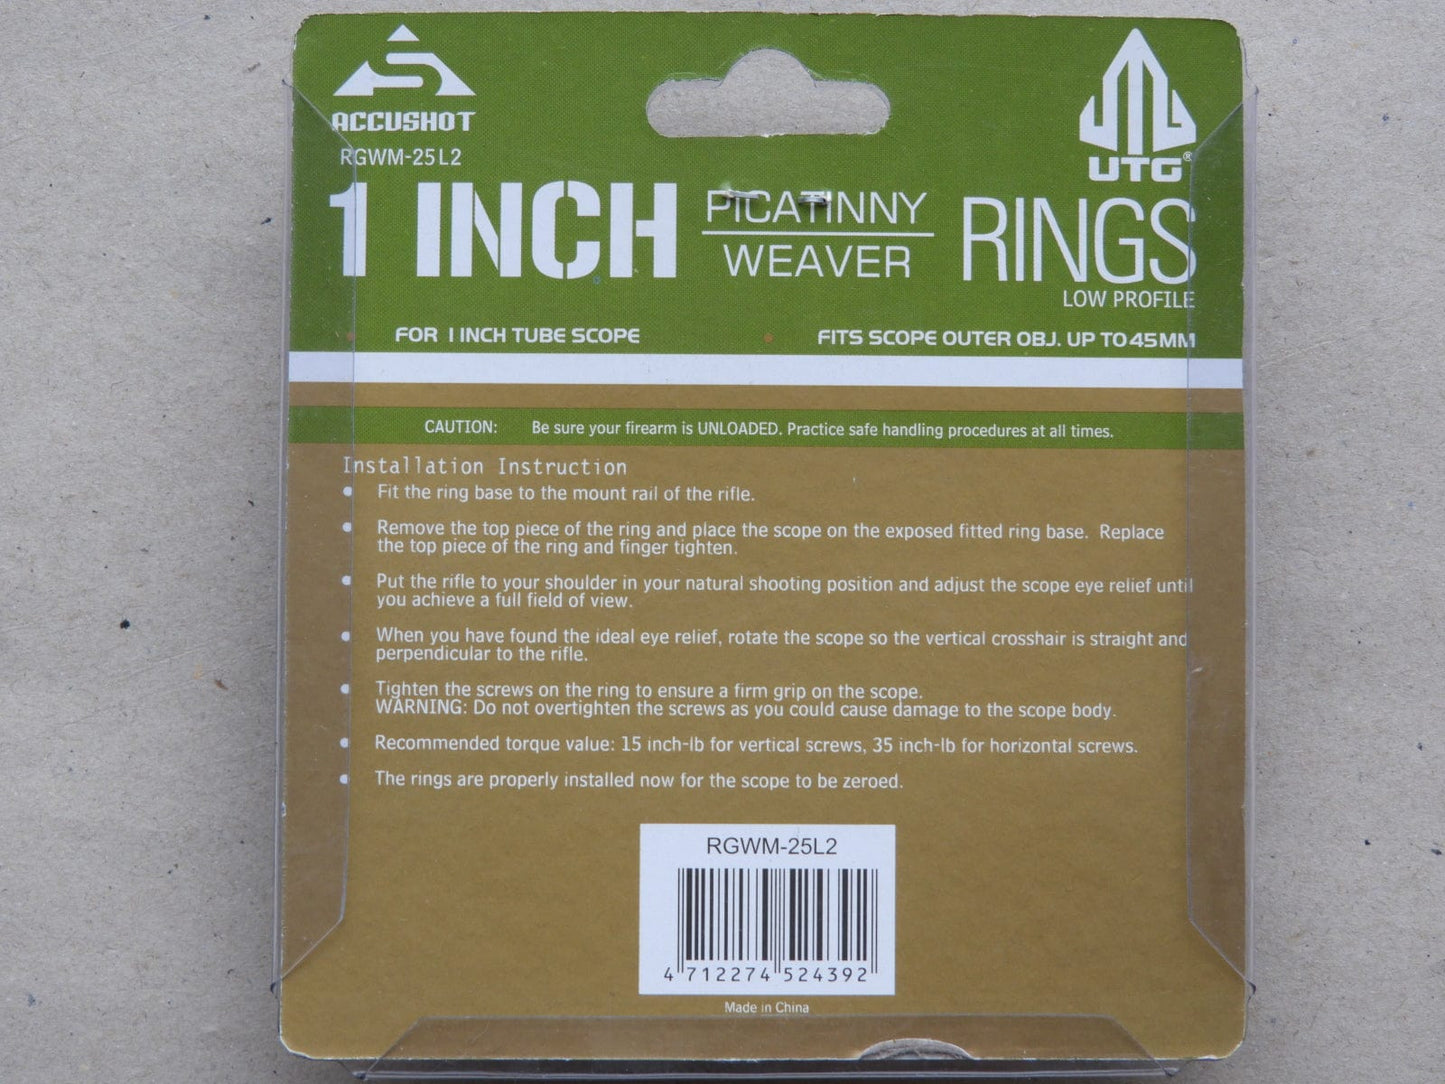 ACCUSHOT
RGWM-25L2
UTG®
1 INCH PICATINNY WEAVER RINGS
LOW PROFILE
FOR 1 INCH TUBE SCOPE FITS SCOPE OUTER OBJ. UP TO 45MM
CAUTION: Be sure your firearm is UNLOADED. Practice safe handling procedures at all times.
Installation Instruction
• Fit the ring base to the mount rail of the rifle.
• Remove the top piece of the ring and place the scope on the exposed fitted ring base. Replace
the top piece of the ring and finger tighten.
• Put the rifle to your shoulder in your natural shooting position and adjust the scope eye relief until
you achieve a full field of view.
• When you have found the ideal eye relief, rotate the scope so the vertical crosshair is straight and
perpendicular to the rifle.
• Tighten the screws on the ring to ensure a firm grip on the scope.
WARNING: Do not overtighten the screws as you could cause damage to the scope body.
• Recommended torque value: 15 inch-lb for vertical screws, 35 inch-lb for horizontal screws.
• The rings are properly installed now for the scope to be zeroed.
RGWM-25L2
4 712274 524392
Made in China